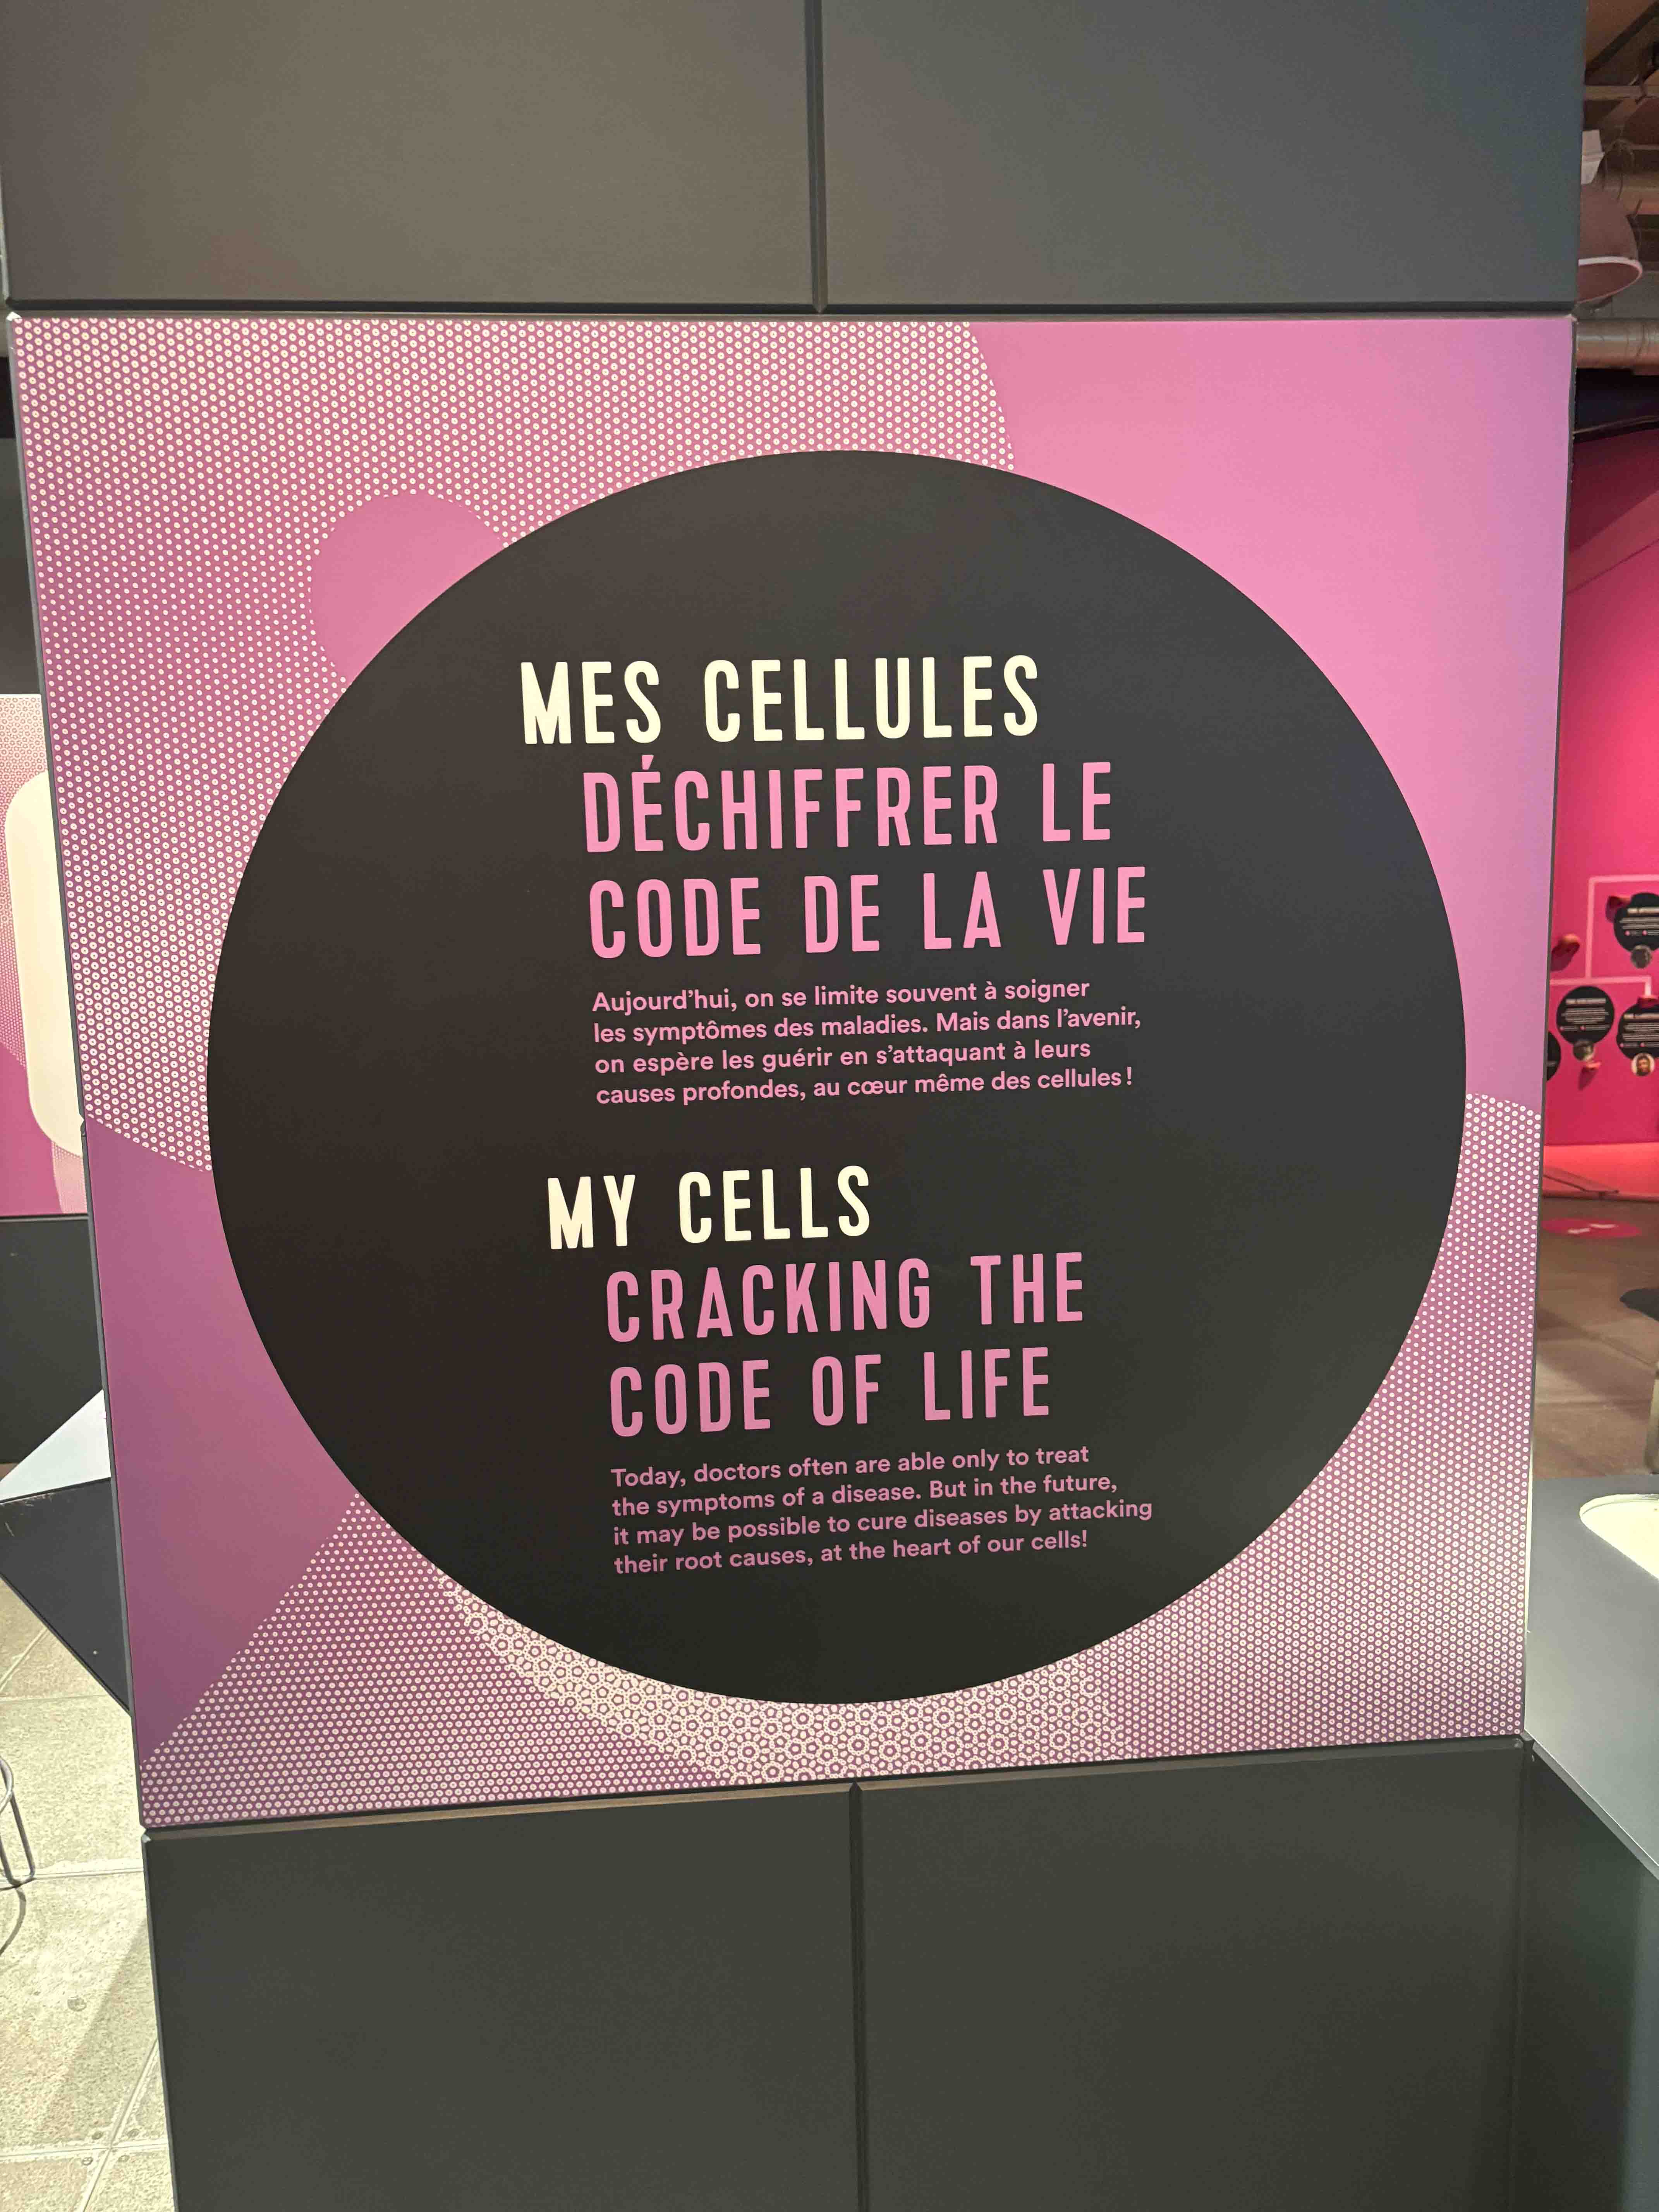 MES CELLULES
DÉCHIFFRER LE
CODE DE LA VIE
Aujourd’hui, on se limite souvent à soigner
les symptômes des maladies. Mais dans l’avenir,
on espère les guérir en s’attaquant à leurs
causes profondes, au cœur même des cellules !
MY CELLS
CRACKING THE
CODE OF LIFE
Today, doctors often are able only to treat
the symptoms of a disease. But in the future,
it may be possible to cure diseases by attacking
their root causes, at the heart of our cells!